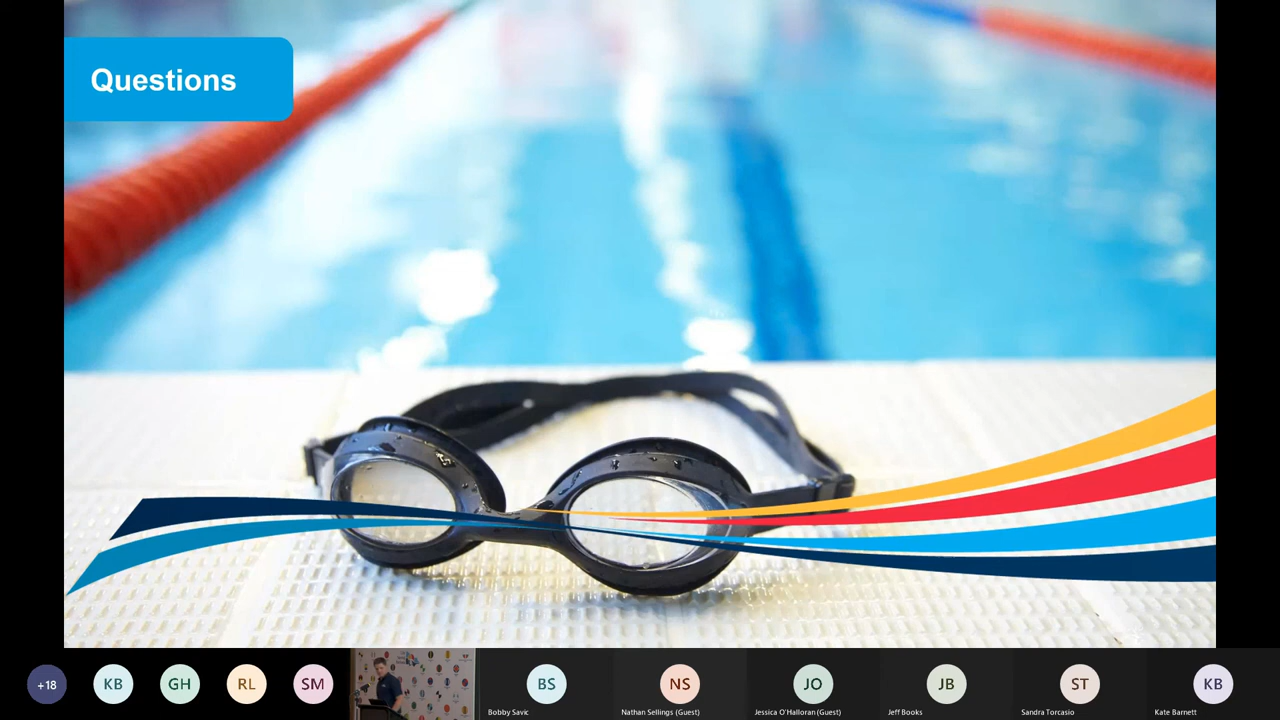 Questions
+18
KB
GH
RL
SM
BS
NS
JO
JB
ST
KB
Bobby Savic
Nathan Sellings (Guest)
Jessica O'Halloran (Guest)
Jeff Books
Sandra Torcasio
Kate Barnett